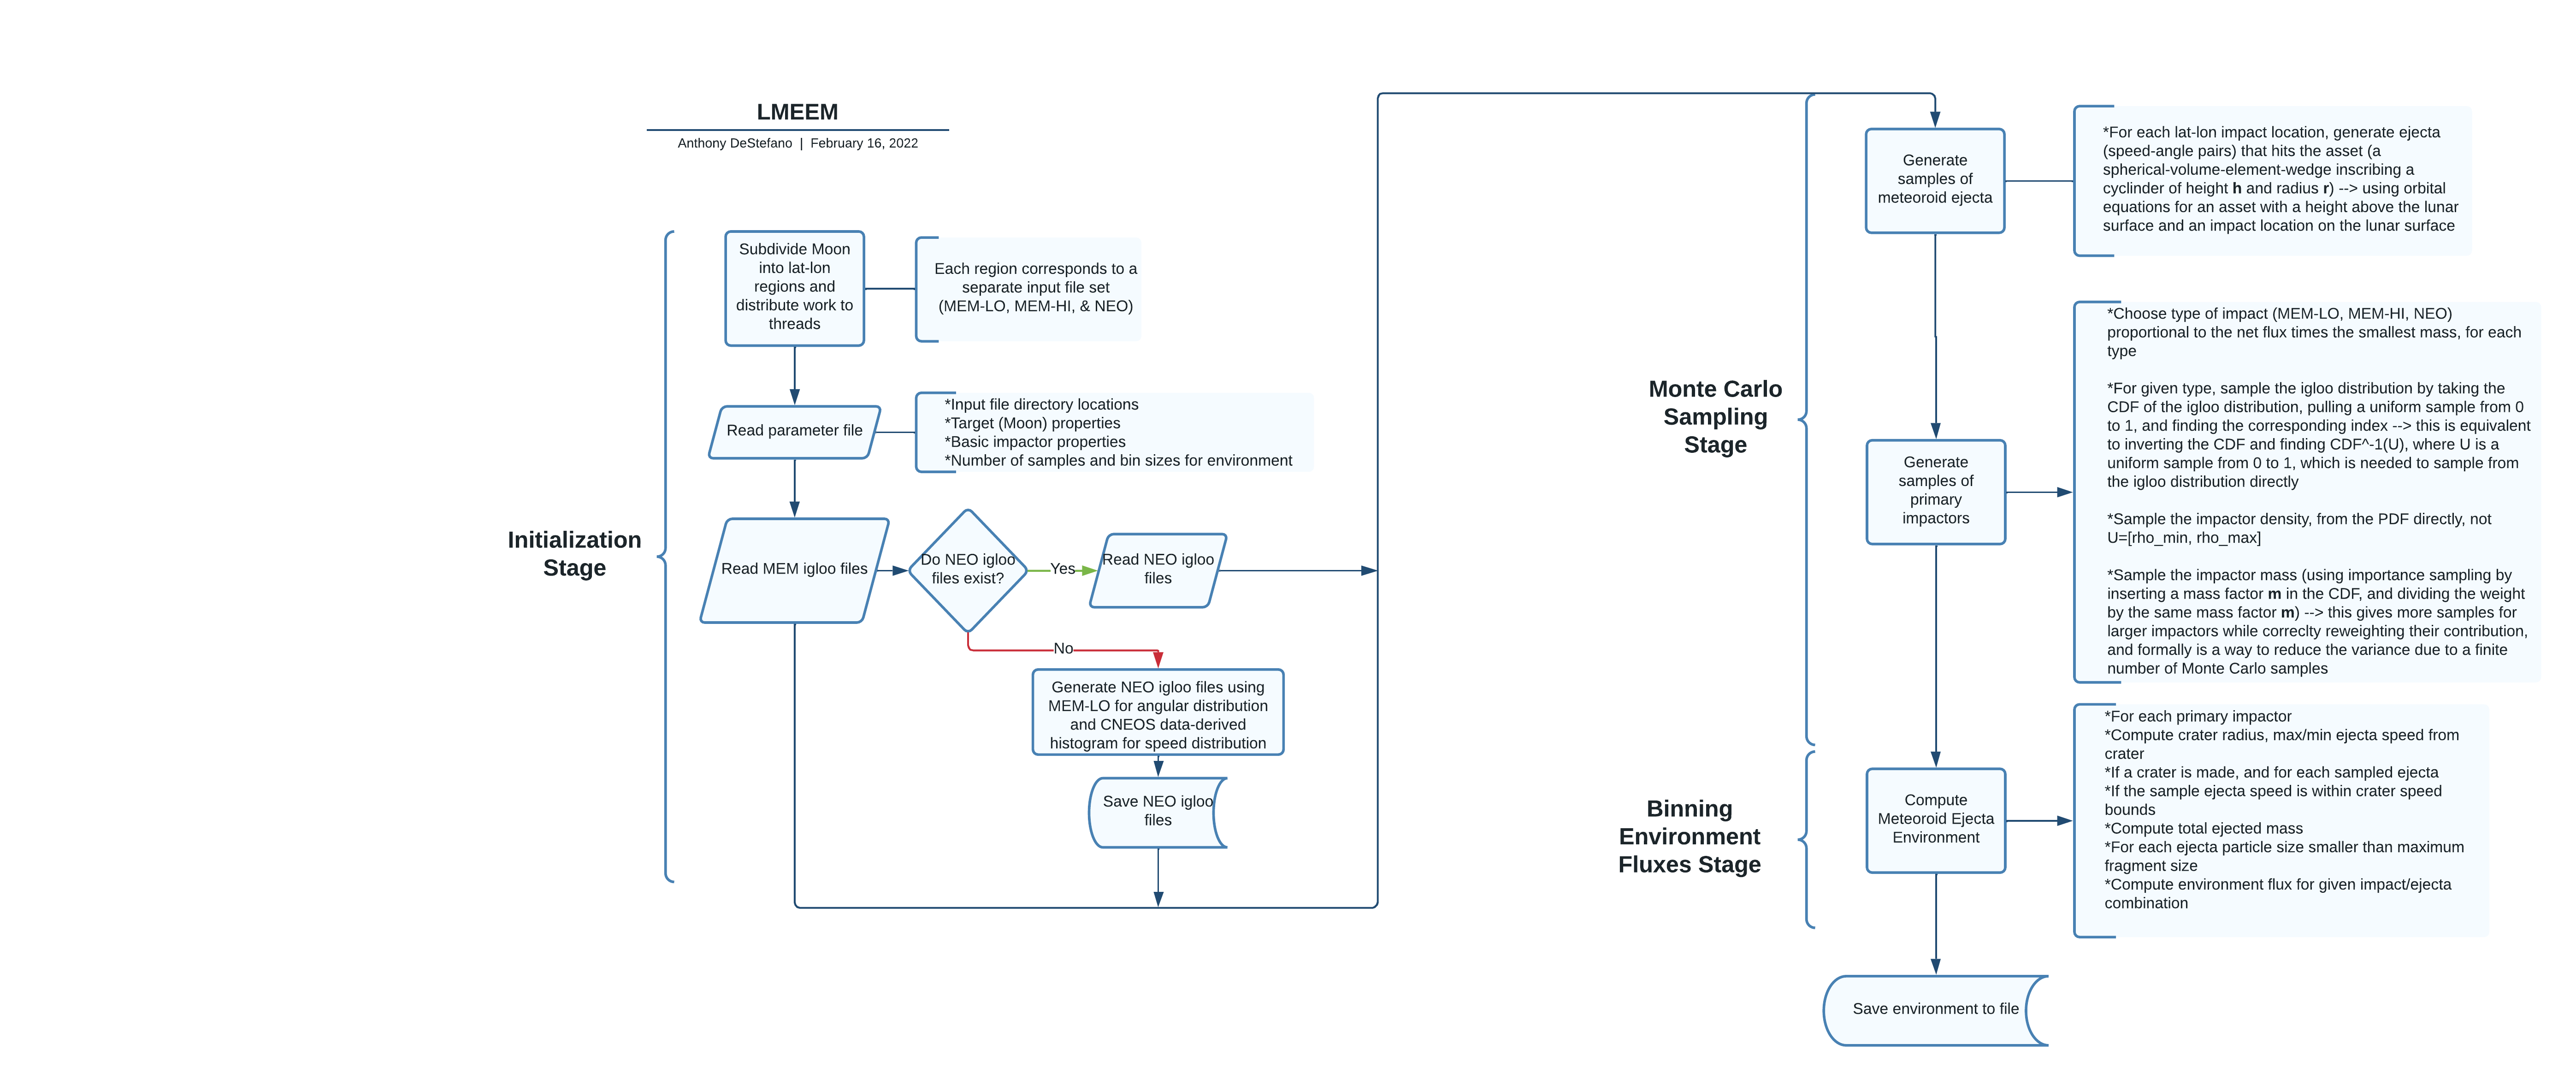 LMEEM
Anthony DeStefano | February 16, 2022
Initialization
Stage
Subdivide Moon
into lat-lon
regions and
distribute work to
threads
Each region corresponds to a
separate input file set
(MEM-LO, MEM-HI, & NEO)
Read parameter file
*Input file directory locations
*Target (Moon) properties
*Basic impactor properties
*Number of samples and bin sizes for environment
Read MEM igloo files
Do NEO igloo
files exist?
Yes
Read NEO igloo
files
No
Generate NEO igloo files using
MEM-LO for angular distribution
and CNEOS data-derived
histogram for speed distribution
Save NEO igloo
files
Monte Carlo
Sampling
Stage
Generate
samples of
meteoroid ejecta
*For each lat-lon impact location, generate ejecta
(speed-angle pairs) that hits the asset (a
spherical-volume-element-wedge inscribing a
cyclinder of height h and radius r) --> using orbital
equations for an asset with a height above the lunar
surface and an impact location on the lunar surface
Generate
samples of
primary
impactors
*Choose type of impact (MEM-LO, MEM-HI, NEO)
proportional to the net flux times the smallest mass, for each
type
*For given type, sample the igloo distribution by taking the
CDF of the igloo distribution, pulling a uniform sample from 0
to 1, and finding the corresponding index --> this is equivalent
to inverting the CDF and finding CDF^-1(U), where U is a
uniform sample from 0 to 1, which is needed to sample from
the igloo distribution directly
*Sample the impactor density, from the PDF directly, not
U=[rho_min, rho_max]
*Sample the impactor mass (using importance sampling by
inserting a mass factor m in the CDF, and dividing the weight
by the same mass factor m) --> this gives more samples for
larger impactors while correclty reweighting their contribution,
and formally is a way to reduce the variance due to a finite
number of Monte Carlo samples
Binning
Environment
Fluxes Stage
Compute
Meteoroid Ejecta
Environment
*For each primary impactor
*Compute crater radius, max/min ejecta speed from
crater
*If a crater is made, and for each sampled ejecta
*If the sample ejecta speed is within crater speed
bounds
*Compute total ejected mass
*For each ejecta particle size smaller than maximum
fragment size
*Compute environment flux for given impact/ejecta
combination
Save environment to file